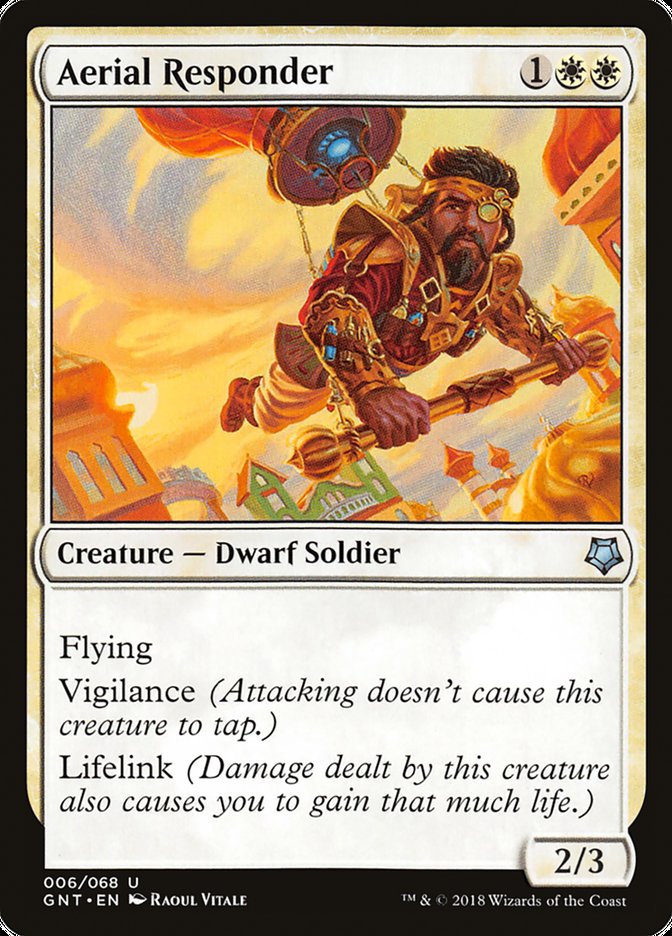 Aerial Responder 1
Creature — Dwarf Soldier
Flying
Vigilance (Attacking doesn't cause this
creature to tap.)
Lifelink (Damage dealt by this creature
also causes you to gain that much life.)
2/3
006/068 U
GNT • EN Raoul Vitale
™ & © 2018 Wizards of the Coast